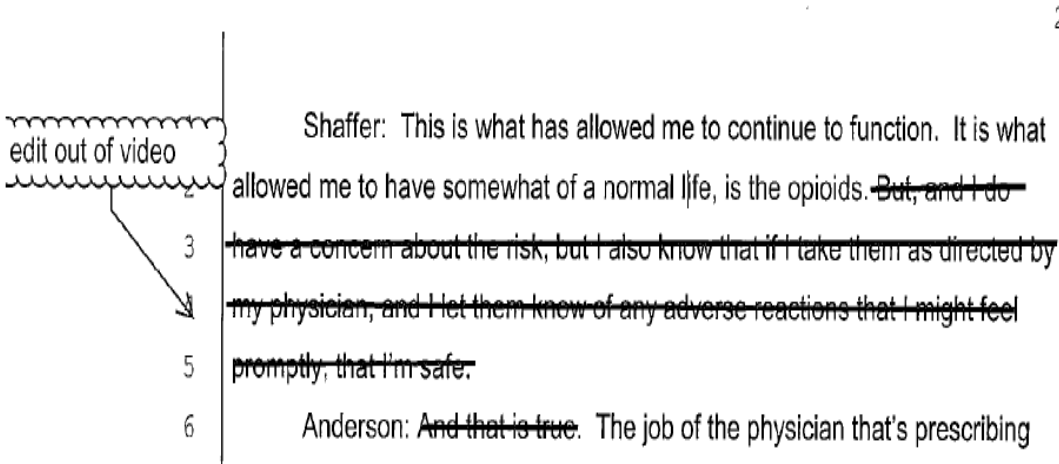 2
Shaffer: This is what has allowed me to continue to function. It is what
edit out of video
2 allowed me to have somewhat of a normal life, is the opioids. But, and I do
3 have a concern about the risk, but I also know that if I take them as directed by
4 my physician, and I let them know of any adverse reactions that I might feel
5 promptly, that I'm safe.
6 Anderson: And that is true. The job of the physician that's prescribing